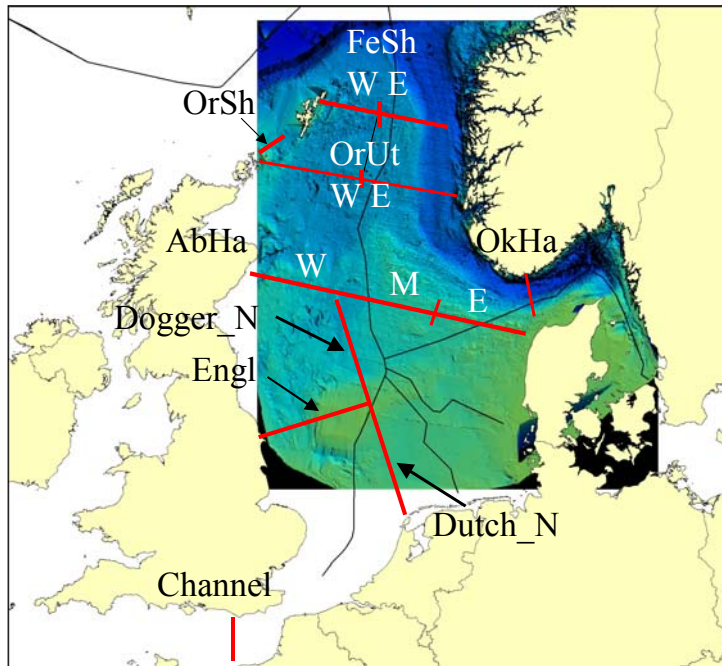 FeSh
W E
OrSh
OrUt
W E
AbHa
OkHa
W
M
E
Dogger_N
Engl
Dutch_N
Channel